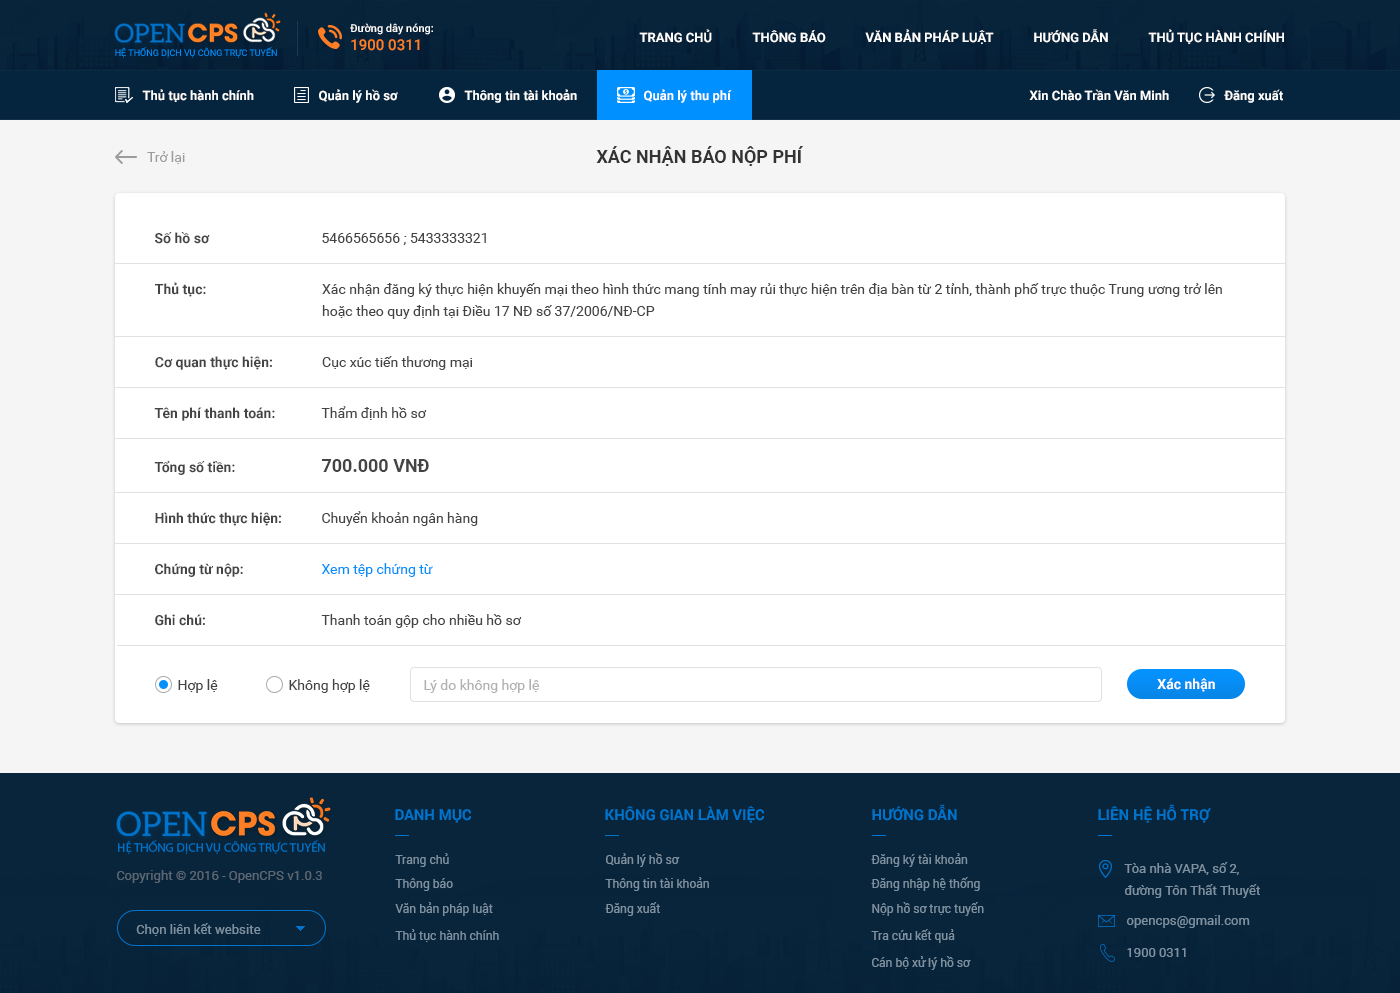 OPENCPS
HỆ THỐNG DỊCH VỤ CÔNG TRỰC TUYẾN
Đường dây nóng:
1900 0311
TRANG CHỦ THÔNG BÁO VĂN BẢN PHÁP LUẬT HƯỚNG DẪN THỦ TỤC HÀNH CHÍNH
Thủ tục hành chính Quản lý hồ sơ Thông tin tài khoản Quản lý thu phí Xin Chào Trần Văn Minh Đăng xuất
Trở lại
XÁC NHẬN BÁO NỘP PHÍ
Số hồ sơ 5466565656 ; 5433333321
Thủ tục: Xác nhận đăng ký thực hiện khuyến mại theo hình thức mang tính may rủi thực hiện trên địa bàn từ 2 tỉnh, thành phố trực thuộc Trung ương trở lên
hoặc theo quy định tại Điều 17 NĐ số 37/2006/NĐ-CP
Cơ quan thực hiện: Cục xúc tiến thương mại
Tên phí thanh toán: Thẩm định hồ sơ
Tổng số tiền: 700.000 VNĐ
Hình thức thực hiện: Chuyển khoản ngân hàng
Chứng từ nộp: Xem tệp chứng từ
Ghi chú: Thanh toán gộp cho nhiều hồ sơ
Hợp lệ Không hợp lệ Lý do không hợp lệ Xác nhận
OPENCPS
HỆ THỐNG DỊCH VỤ CÔNG TRỰC TUYẾN
Copyright © 2016 - OpenCPS v1.0.3
Chọn liên kết website
DANH MỤC
Trang chủ
Thông báo
Văn bản pháp luật
Thủ tục hành chính
KHÔNG GIAN LÀM VIỆC
Quản lý hồ sơ
Thông tin tài khoản
Đăng xuất
HƯỚNG DẪN
Đăng ký tài khoản
Đăng nhập hệ thống
Nộp hồ sơ trực tuyến
Tra cứu kết quả
Cán bộ xử lý hồ sơ
LIÊN HỆ HỖ TRỢ
Tòa nhà VAPA, số 2,
đường Tôn Thất Thuyết
opencps@gmail.com
1900 0311